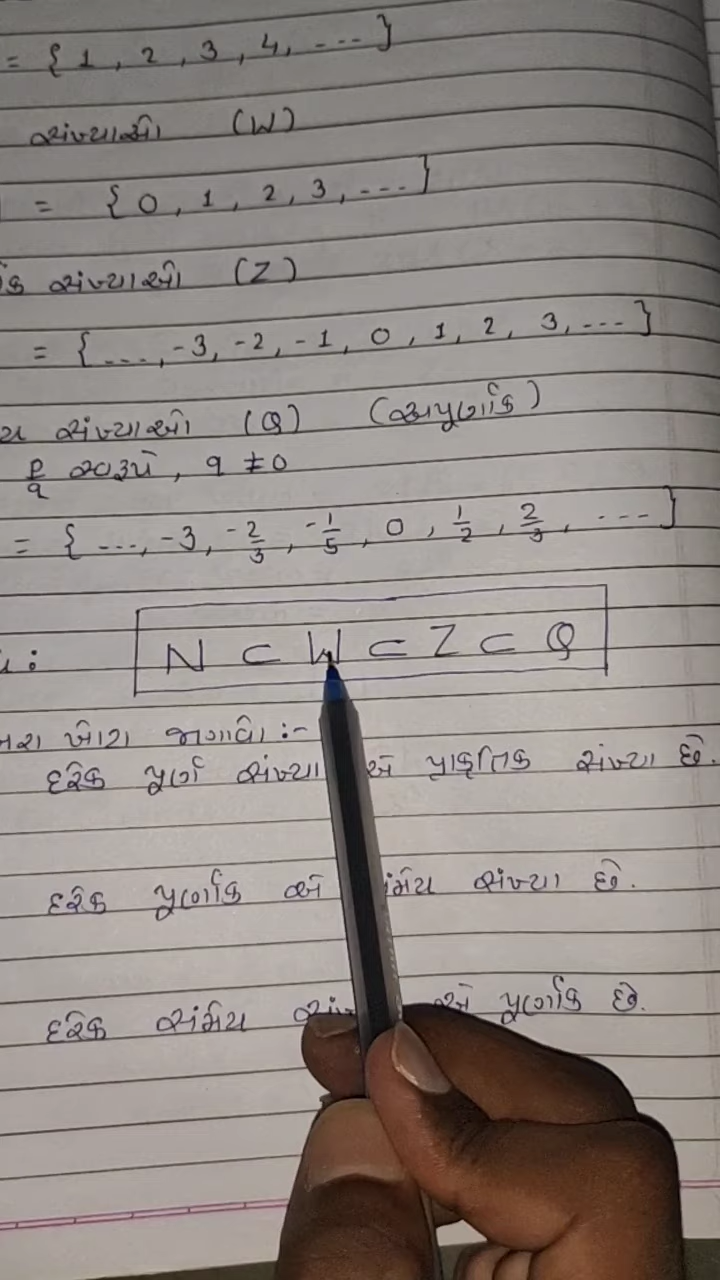 = { 1 , 2 , 3 , 4, --- }
સંખ્યાઓ (W)
= { 0 , 1 , 2 , 3 , --- }
સંખ્યાઓ (Z)
= { ---, -3, -2, -1, 0, 1, 2, 3, --- }
સંખ્યાઓ (Q) (અપૂર્ણાંક)
p/q સ્વરૂપે, q ≠ 0
= { ---, -3, -2/3, -1/5, 0, 1/2, 2/3, --- }
N ⊂ W ⊂ Z ⊂ Q
ખોટા જણાવો :-
દરેક પૂર્ણ સંખ્યા એ પ્રાકૃતિક સંખ્યા છે.
દરેક પૂર્ણાંક એ સંમેય સંખ્યા છે.
દરેક સંમેય એ પૂર્ણાંક છે.